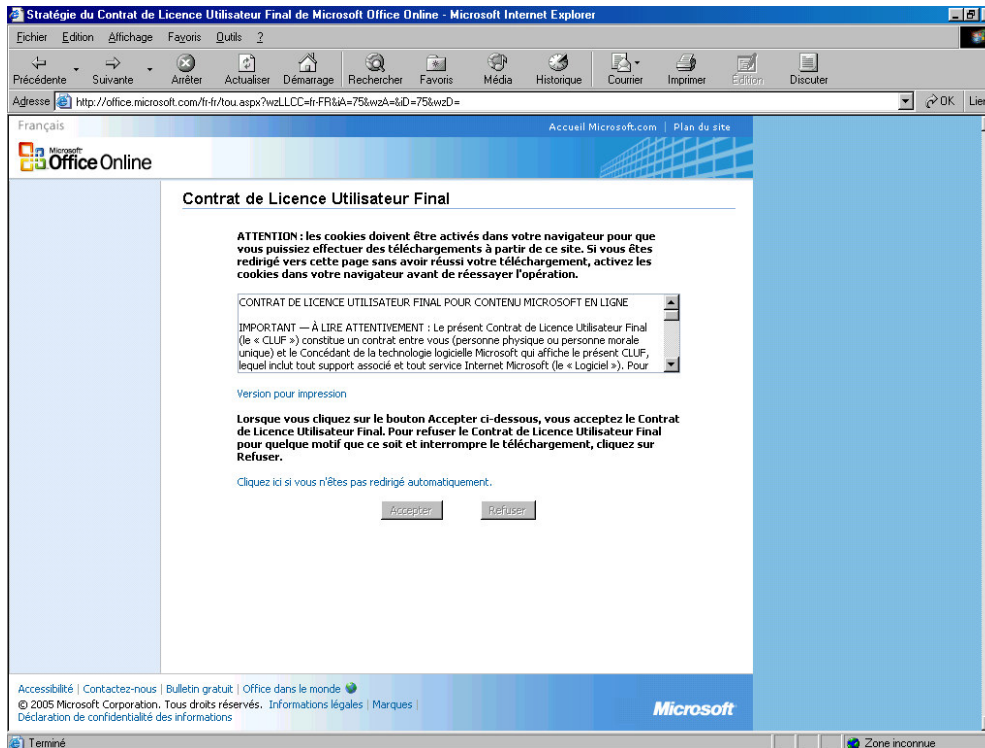 Stratégie du Contrat de Licence Utilisateur Final de Microsoft Office Online - Microsoft Internet Explorer
Fichier Edition Affichage Favoris Outils ?
Précédente Suivante Arrêter Actualiser Démarrage Rechercher Favoris Média Historique Courrier Imprimer Edition Discuter
Adresse http://office.microsoft.com/fr-fr/tou.aspx?wzLLCC=fr-FR&iA=75&wzA=&iD=75&wzD= OK Lien
Français Accueil Microsoft.com | Plan du site
Microsoft Office Online
Contrat de Licence Utilisateur Final
ATTENTION : les cookies doivent être activés dans votre navigateur pour que
vous puissiez effectuer des téléchargements à partir de ce site. Si vous êtes
redirigé vers cette page sans avoir réussi votre téléchargement, activez les
cookies dans votre navigateur avant de réessayer l'opération.
CONTRAT DE LICENCE UTILISATEUR FINAL POUR CONTENU MICROSOFT EN LIGNE
IMPORTANT — À LIRE ATTENTIVEMENT : Le présent Contrat de Licence Utilisateur Final
(le « CLUF ») constitue un contrat entre vous (personne physique ou personne morale
unique) et le Concédant de la technologie logicielle Microsoft qui affiche le présent CLUF,
lequel inclut tout support associé et tout service Internet Microsoft (le « Logiciel »). Pour
Version pour impression
Lorsque vous cliquez sur le bouton Accepter ci-dessous, vous acceptez le Contrat
de Licence Utilisateur Final. Pour refuser le Contrat de Licence Utilisateur Final
pour quelque motif que ce soit et interrompre le téléchargement, cliquez sur
Refuser.
Cliquez ici si vous n'êtes pas redirigé automatiquement.
Accepter Refuser
Accessibilité | Contactez-nous | Bulletin gratuit | Office dans le monde
© 2005 Microsoft Corporation. Tous droits réservés. Informations légales | Marques |
Déclaration de confidentialité des informations
Microsoft
Terminé Zone inconnue